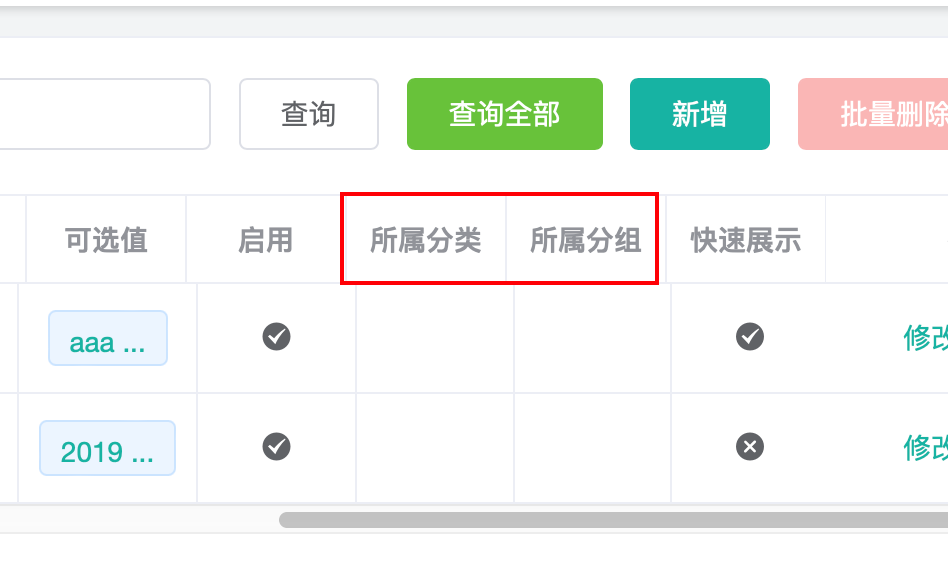 查询
查询全部
新增
批量删除
可选值
启用
所属分类
所属分组
快速展示
aaa ...
修改
2019 ...
修改